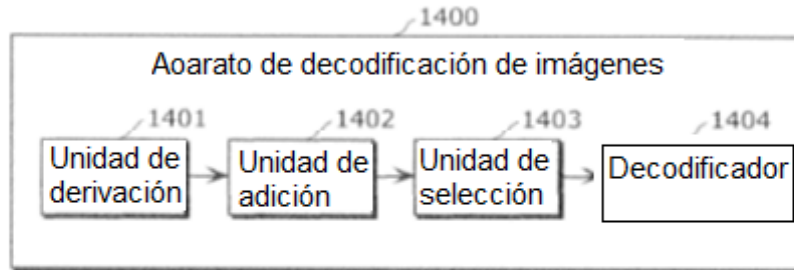 1400
Aoarato de decodificación de imágenes
1401
1402
1403
1404
Unidad de
derivación
Unidad de
adición
Unidad de
selección
Decodificador